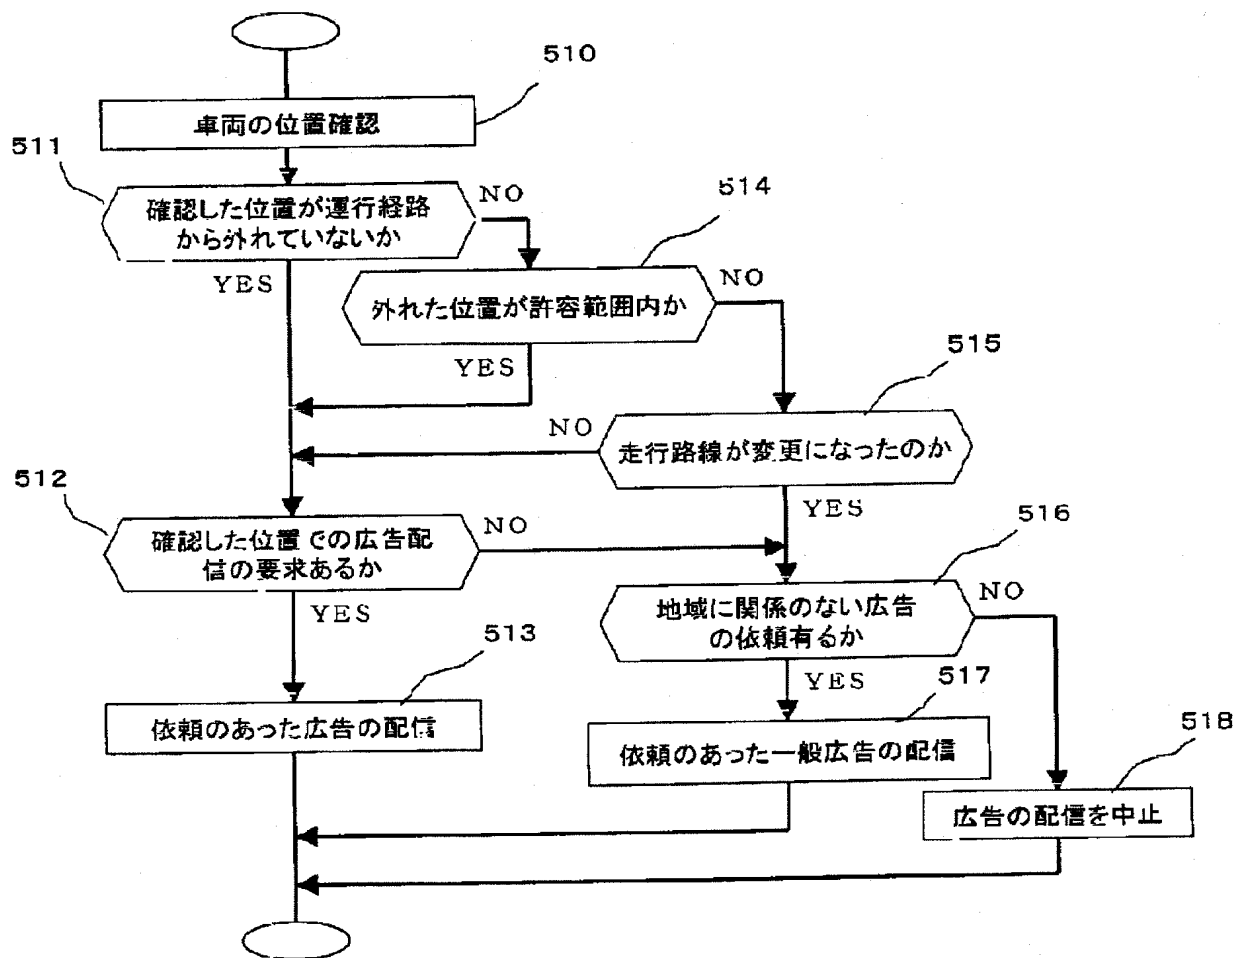 510
車両の位置確認
511
確認した位置が運行経路
から外れていないか
NO
514
YES
外れた位置が許容範囲内か
NO
YES
515
NO
走行路線が変更になったのか
512
YES
確認した位置での広告配
信の要求あるか
NO
516
YES
地域に関係のない広告
の依頼有るか
NO
513
YES
517
依頼のあった広告の配信
依頼のあった一般広告の配信
518
広告の配信を中止